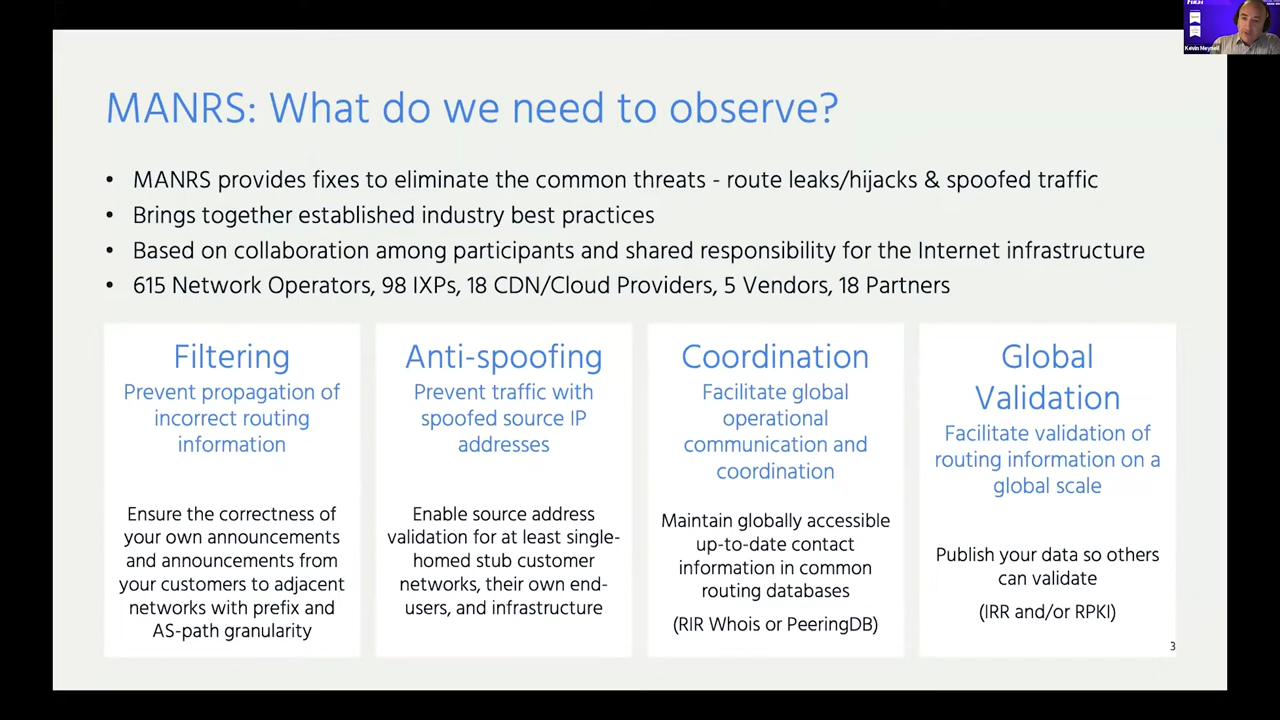 MANRS: What do we need to observe?
• MANRS provides fixes to eliminate the common threats - route leaks/hijacks & spoofed traffic
• Brings together established industry best practices
• Based on collaboration among participants and shared responsibility for the Internet infrastructure
• 615 Network Operators, 98 IXPs, 18 CDN/Cloud Providers, 5 Vendors, 18 Partners
Filtering
Prevent propagation of
incorrect routing
information
Ensure the correctness of
your own announcements
and announcements from
your customers to adjacent
networks with prefix and
AS-path granularity
Anti-spoofing
Prevent traffic with
spoofed source IP
addresses
Enable source address
validation for at least single-
homed stub customer
networks, their own end-
users, and infrastructure
Coordination
Facilitate global
operational
communication and
coordination
Maintain globally accessible
up-to-date contact
information in common
routing databases
(RIR Whois or PeeringDB)
Global
Validation
Facilitate validation of
routing information on a
global scale
Publish your data so others
can validate
(IRR and/or RPKI)
3
Kevin Meynell